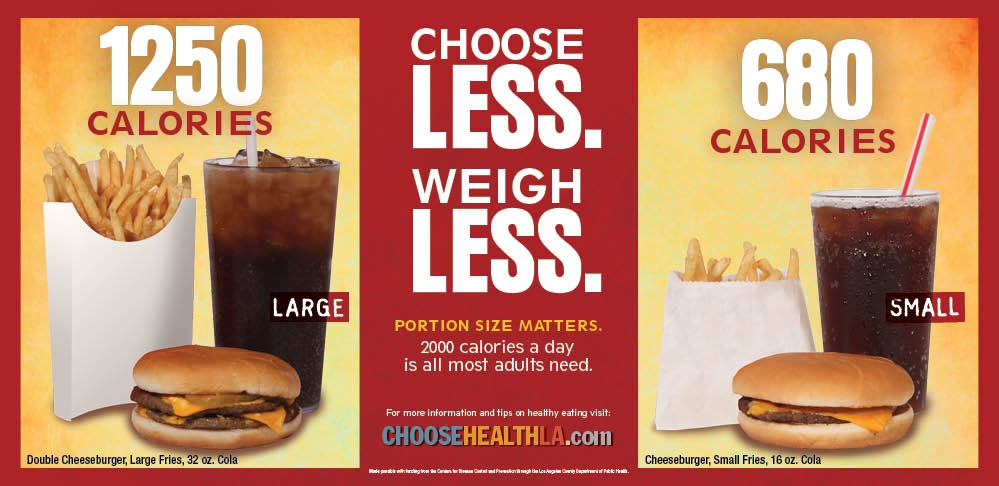 1250
CALORIES
LARGE
Double Cheeseburger, Large Fries, 32 oz. Cola
CHOOSE
LESS.
WEIGH
LESS.
PORTION SIZE MATTERS.
2000 calories a day
is all most adults need.
For more information and tips on healthy eating visit:
CHOOSEHEALTHLA.com
Made possible with funding from the Centers for Disease Control and Prevention through the Los Angeles County Department of Public Health.
680
CALORIES
SMALL
Cheeseburger, Small Fries, 16 oz. Cola